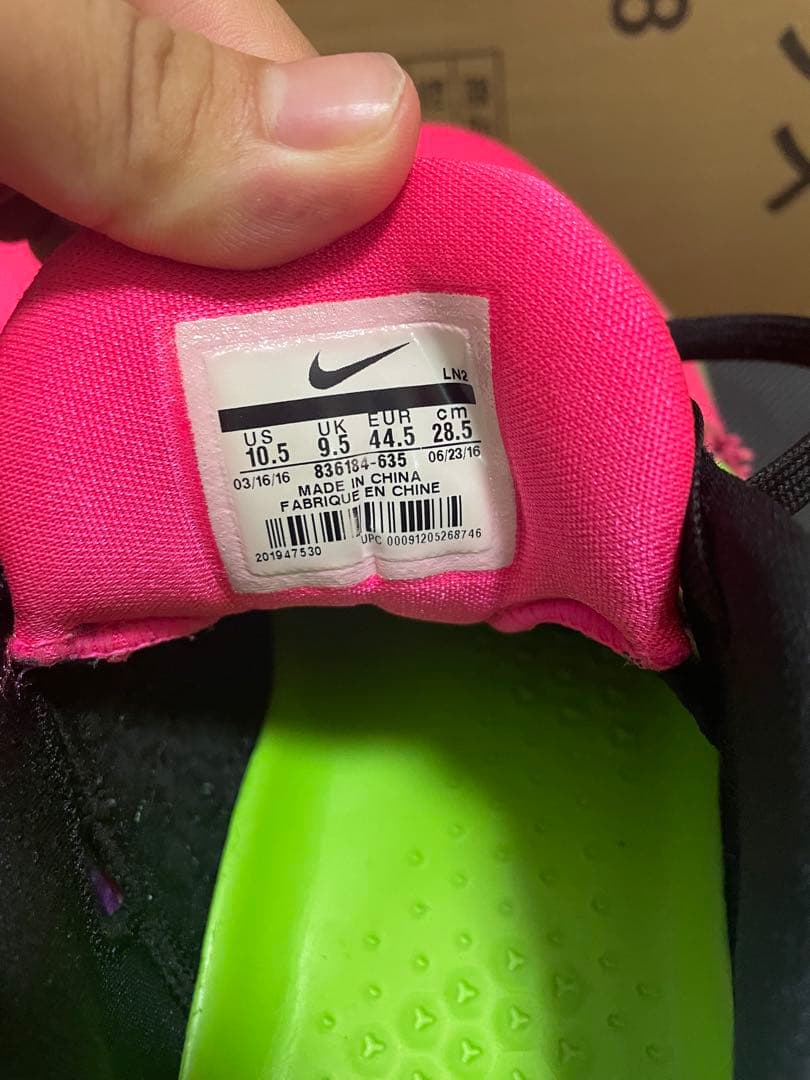 8
LN2
US UK EUR cm
10.5 9.5 44.5 28.5
03/16/16 836184-635 06/23/16
MADE IN CHINA
FABRIQUE EN CHINE
201947530 UPC 00091205268746